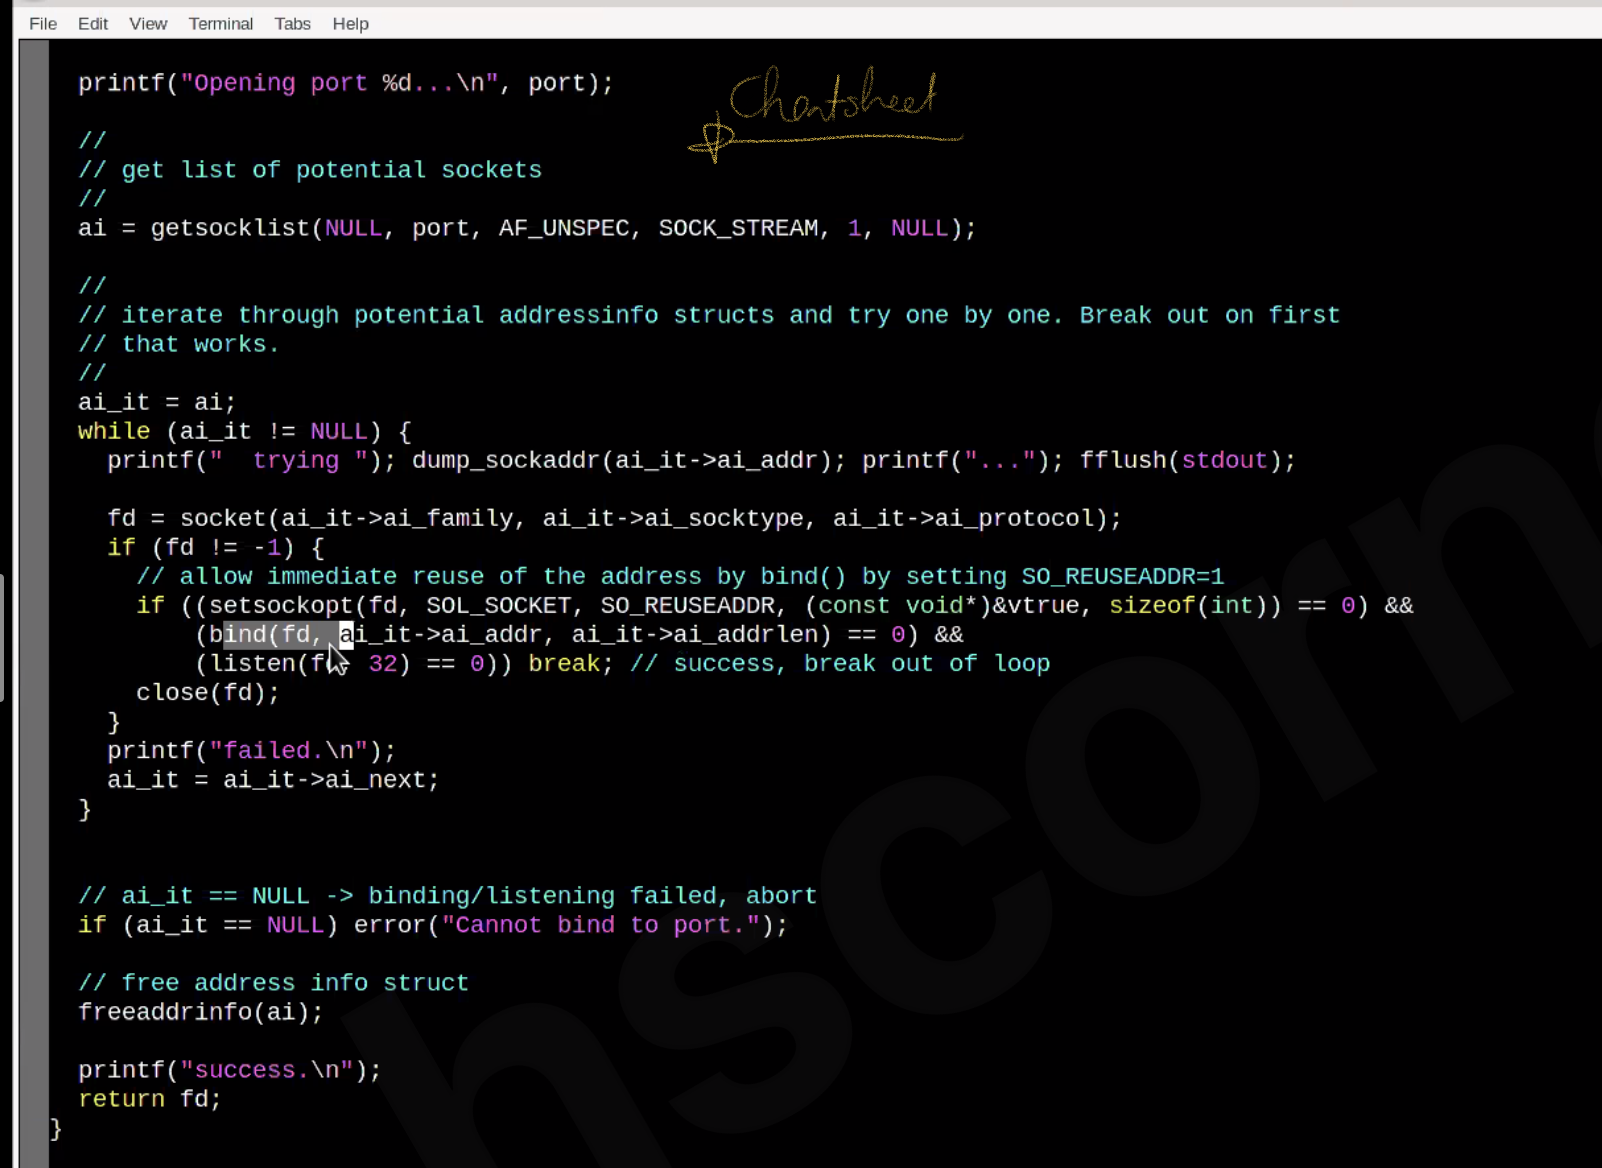 File Edit View Terminal Tabs Help
printf("Opening port %d...\n", port);
Cheatsheet
//
// get list of potential sockets
//
ai = getsocklist(NULL, port, AF_UNSPEC, SOCK_STREAM, 1, NULL);
//
// iterate through potential addressinfo structs and try one by one. Break out on first
// that works.
//
ai_it = ai;
while (ai_it != NULL) {
printf("  trying "); dump_sockaddr(ai_it->ai_addr); printf("..."); fflush(stdout);
fd = socket(ai_it->ai_family, ai_it->ai_socktype, ai_it->ai_protocol);
if (fd != -1) {
// allow immediate reuse of the address by bind() by setting SO_REUSEADDR=1
if ((setsockopt(fd, SOL_SOCKET, SO_REUSEADDR, (const void*)&vtrue, sizeof(int)) == 0) &&
(bind(fd, ai_it->ai_addr, ai_it->ai_addrlen) == 0) &&
(listen(fd, 32) == 0)) break; // success, break out of loop
close(fd);
}
printf("failed.\n");
ai_it = ai_it->ai_next;
}
// ai_it == NULL -> binding/listening failed, abort
if (ai_it == NULL) error("Cannot bind to port.");
// free address info struct
freeaddrinfo(ai);
printf("success.\n");
return fd;
}
hscorn